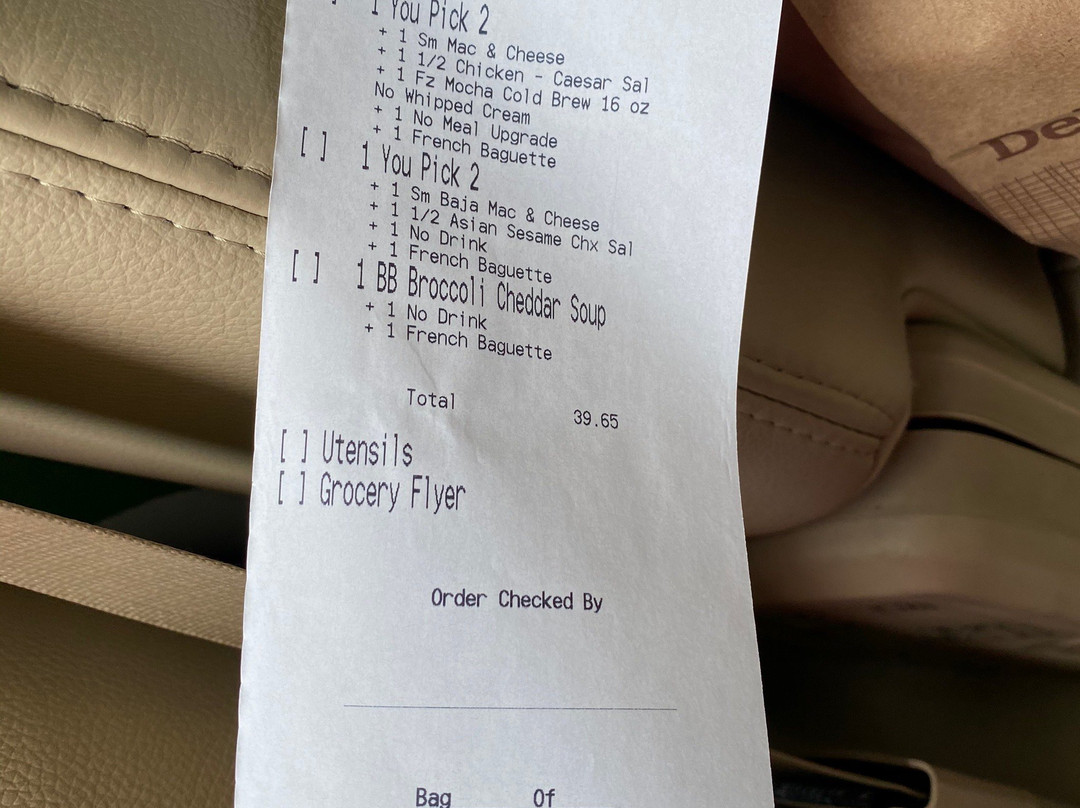 1 You Pick 2
+ 1 Sm Mac & Cheese
+ 1 1/2 Chicken - Caesar Sal
+ 1 Fz Mocha Cold Brew 16 oz
No Whipped Cream
+ 1 No Meal Upgrade
+ 1 French Baguette
[ ] 1 You Pick 2
+ 1 Sm Baja Mac & Cheese
+ 1 1/2 Asian Sesame Chx Sal
+ 1 No Drink
+ 1 French Baguette
[ ] 1 BB Broccoli Cheddar Soup
+ 1 No Drink
+ 1 French Baguette
Total 39.65
[ ] Utensils
[ ] Grocery Flyer
Order Checked By
Bag Of